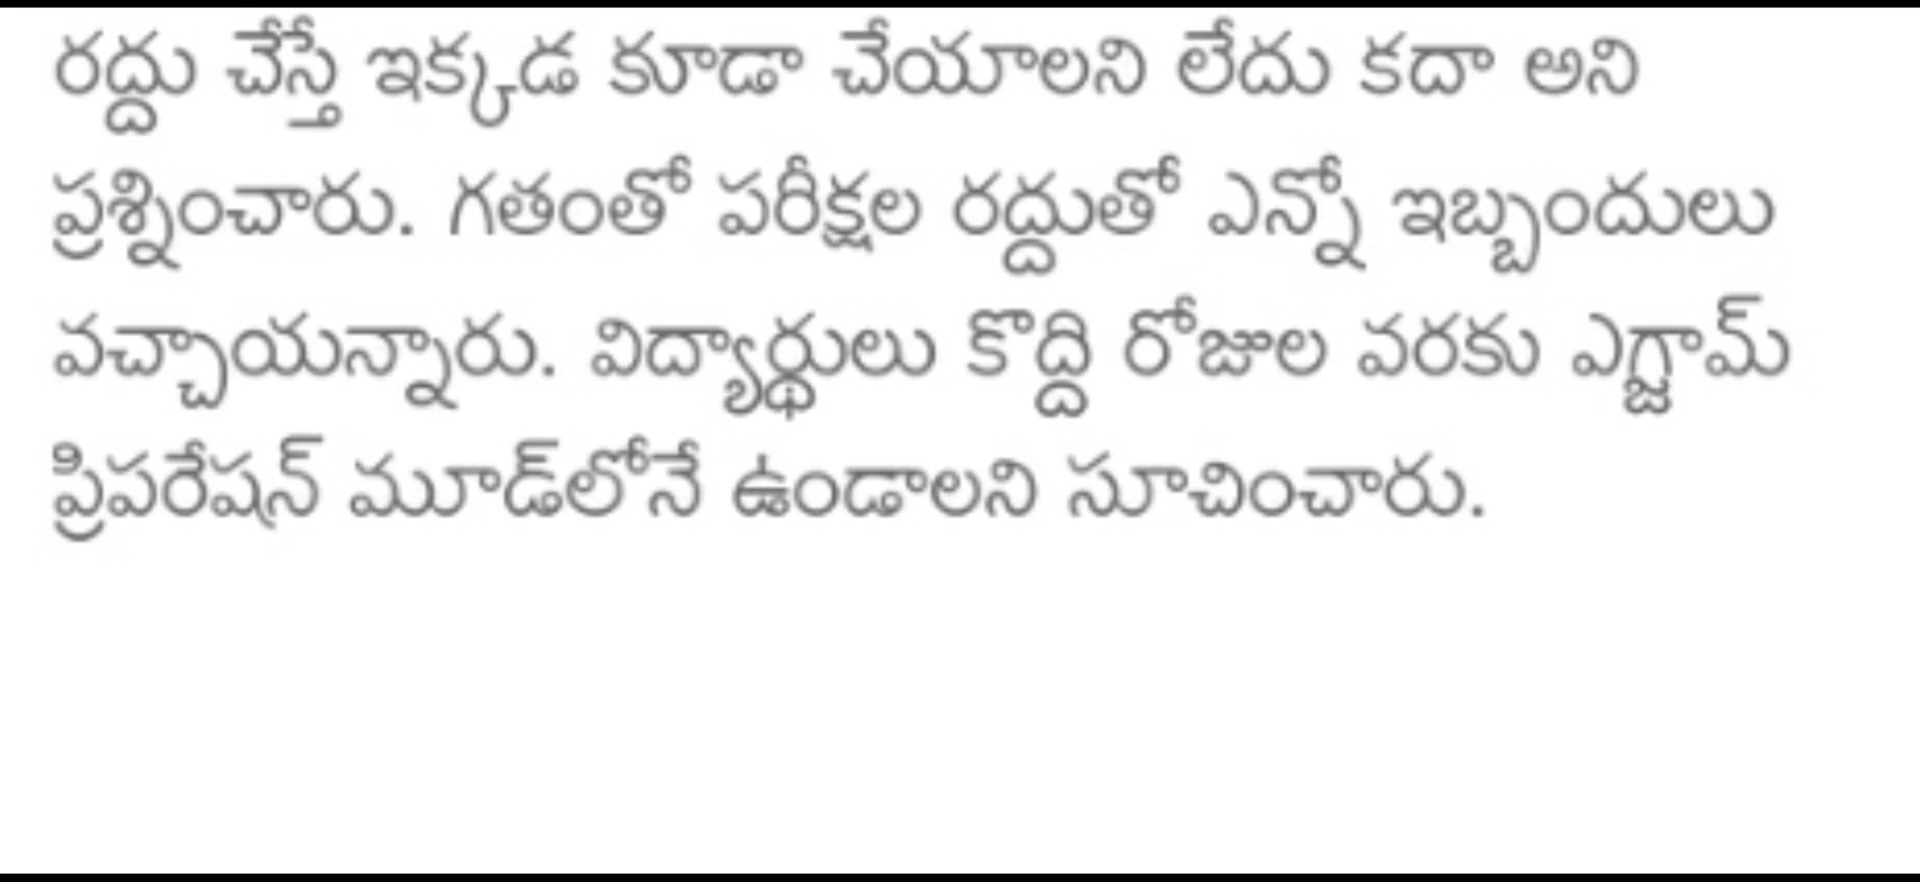 రద్దు చేస్తే ఇక్కడ కూడా చేయాలని లేదు కదా అని
ప్రశ్నించారు. గతంతో పరీక్షల రద్దుతో ఎన్నో ఇబ్బందులు
వచ్చాయన్నారు. విద్యార్థులు కొద్ది రోజుల వరకు ఎగ్జామ్
ప్రిపరేషన్ మూడ్‌లోనే ఉండాలని సూచించారు.